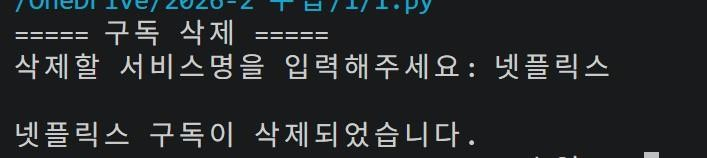 ===== 구독 삭제 =====
삭제할 서비스명을 입력해주세요: 넷플릭스
넷플릭스 구독이 삭제되었습니다.